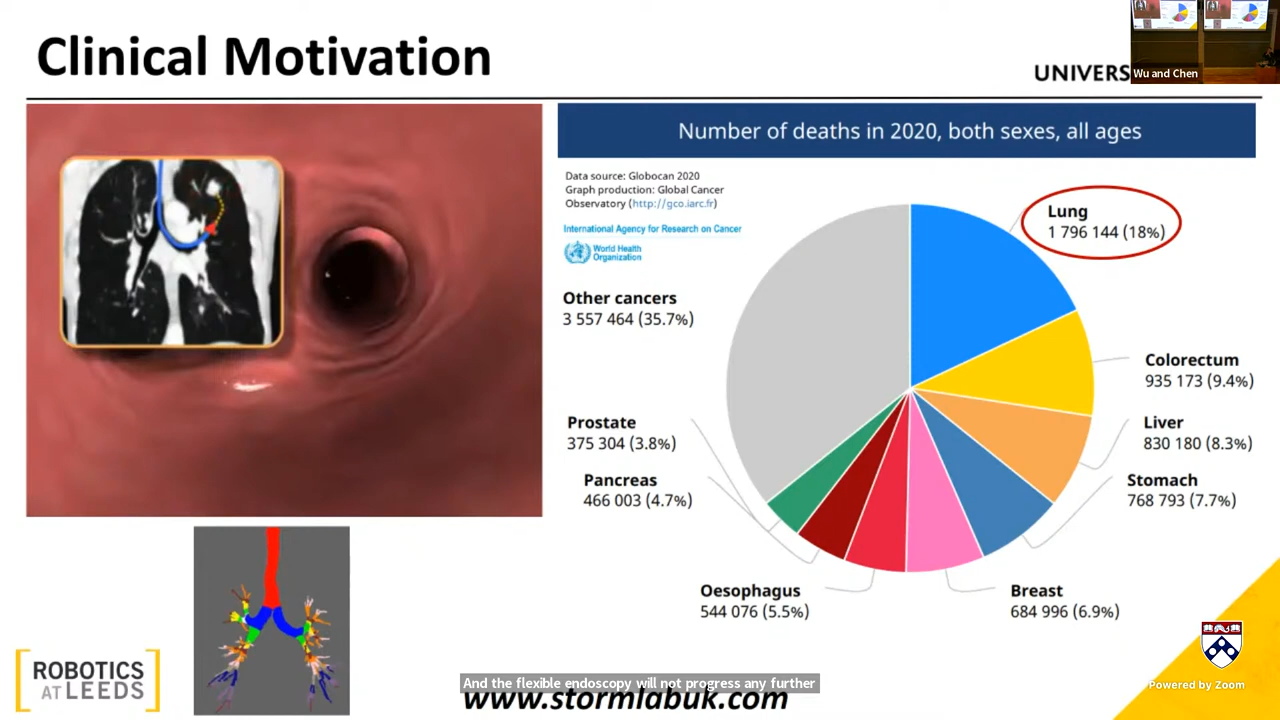 Clinical Motivation
UNIVERS
Wu and Chen
Number of deaths in 2020, both sexes, all ages
Data source: Globocan 2020
Graph production: Global Cancer
Observatory (http://gco.iarc.fr)
International Agency for Research on Cancer
World Health
Organization
Lung
1 796 144 (18%)
Other cancers
3 557 464 (35.7%)
Colorectum
935 173 (9.4%)
Prostate
375 304 (3.8%)
Liver
830 180 (8.3%)
Pancreas
466 003 (4.7%)
Stomach
768 793 (7.7%)
Oesophagus
544 076 (5.5%)
Breast
684 996 (6.9%)
ROBOTICS
AT LEEDS
And the flexible endoscopy will not progress any further
www.stormlabuk.com
Powered by Zoom